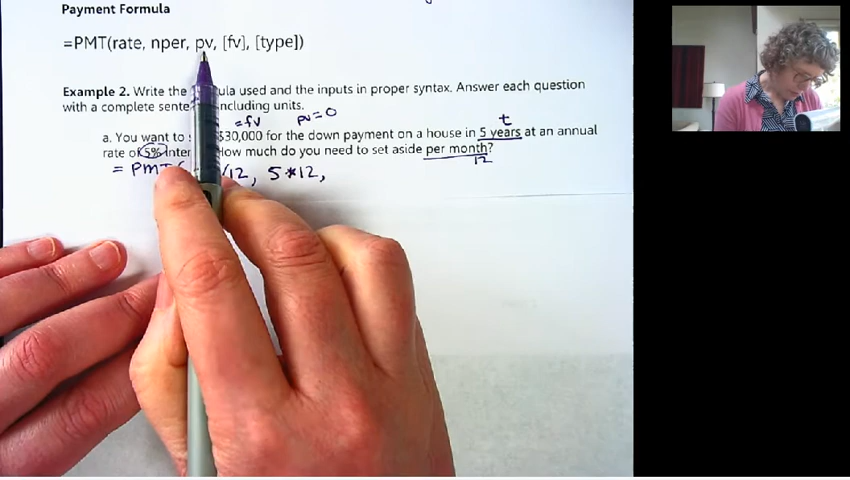 Payment Formula
=PMT(rate, nper, pv, [fv], [type])
Example 2. Write the used and the inputs in proper syntax. Answer each question
with a complete including units.
=fv pv=0 t
a. You want to $30,000 for the down payment on a house in 5 years at an annual
rate of 5% How much do you need to set aside per month?
12
= PMT( /12, 5*12,